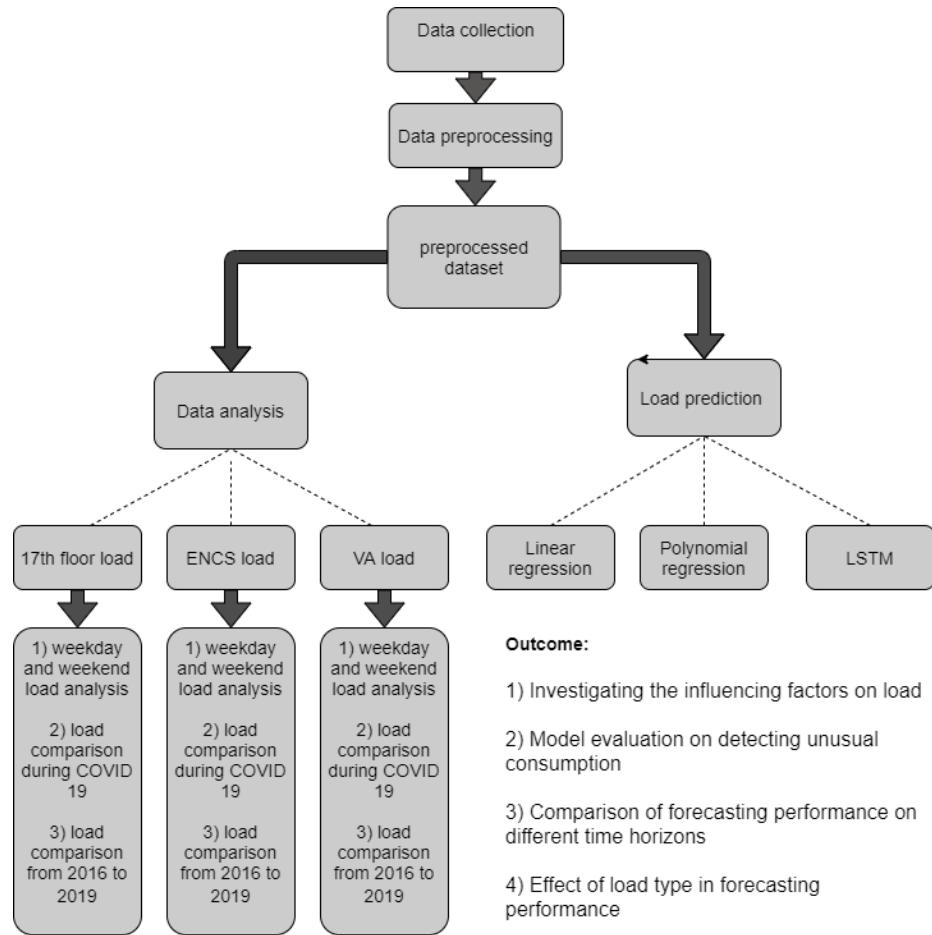 Data collection
Data preprocessing
preprocessed
dataset
Data analysis
Load prediction
17th floor load
ENCS load
VA load
Linear
regression
Polynomial
regression
LSTM
1) weekday
and weekend
load analysis
2) load
comparison
during COVID
19
3) load
comparison
from 2016 to
2019
1) weekday
and weekend
load analysis
2) load
comparison
during COVID
19
3) load
comparison
from 2016 to
2019
1) weekday
and weekend
load analysis
2) load
comparison
during COVID
19
3) load
comparison
from 2016 to
2019
Outcome:
1) Investigating the influencing factors on load
2) Model evaluation on detecting unusual
consumption
3) Comparison of forecasting performance on
different time horizons
4) Effect of load type in forecasting
performance